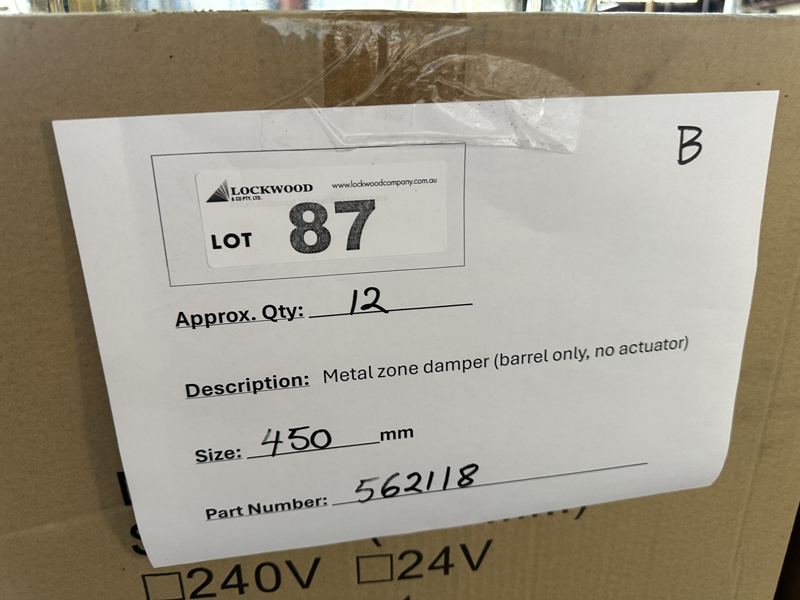 B
LOCKWOOD www.lockwoodcompany.com.au
& CO PTY. LTD.
LOT 87
Approx. Qty: 12
Description: Metal zone damper (barrel only, no actuator)
Size: 450 mm
Part Number: 562118
240V 24V